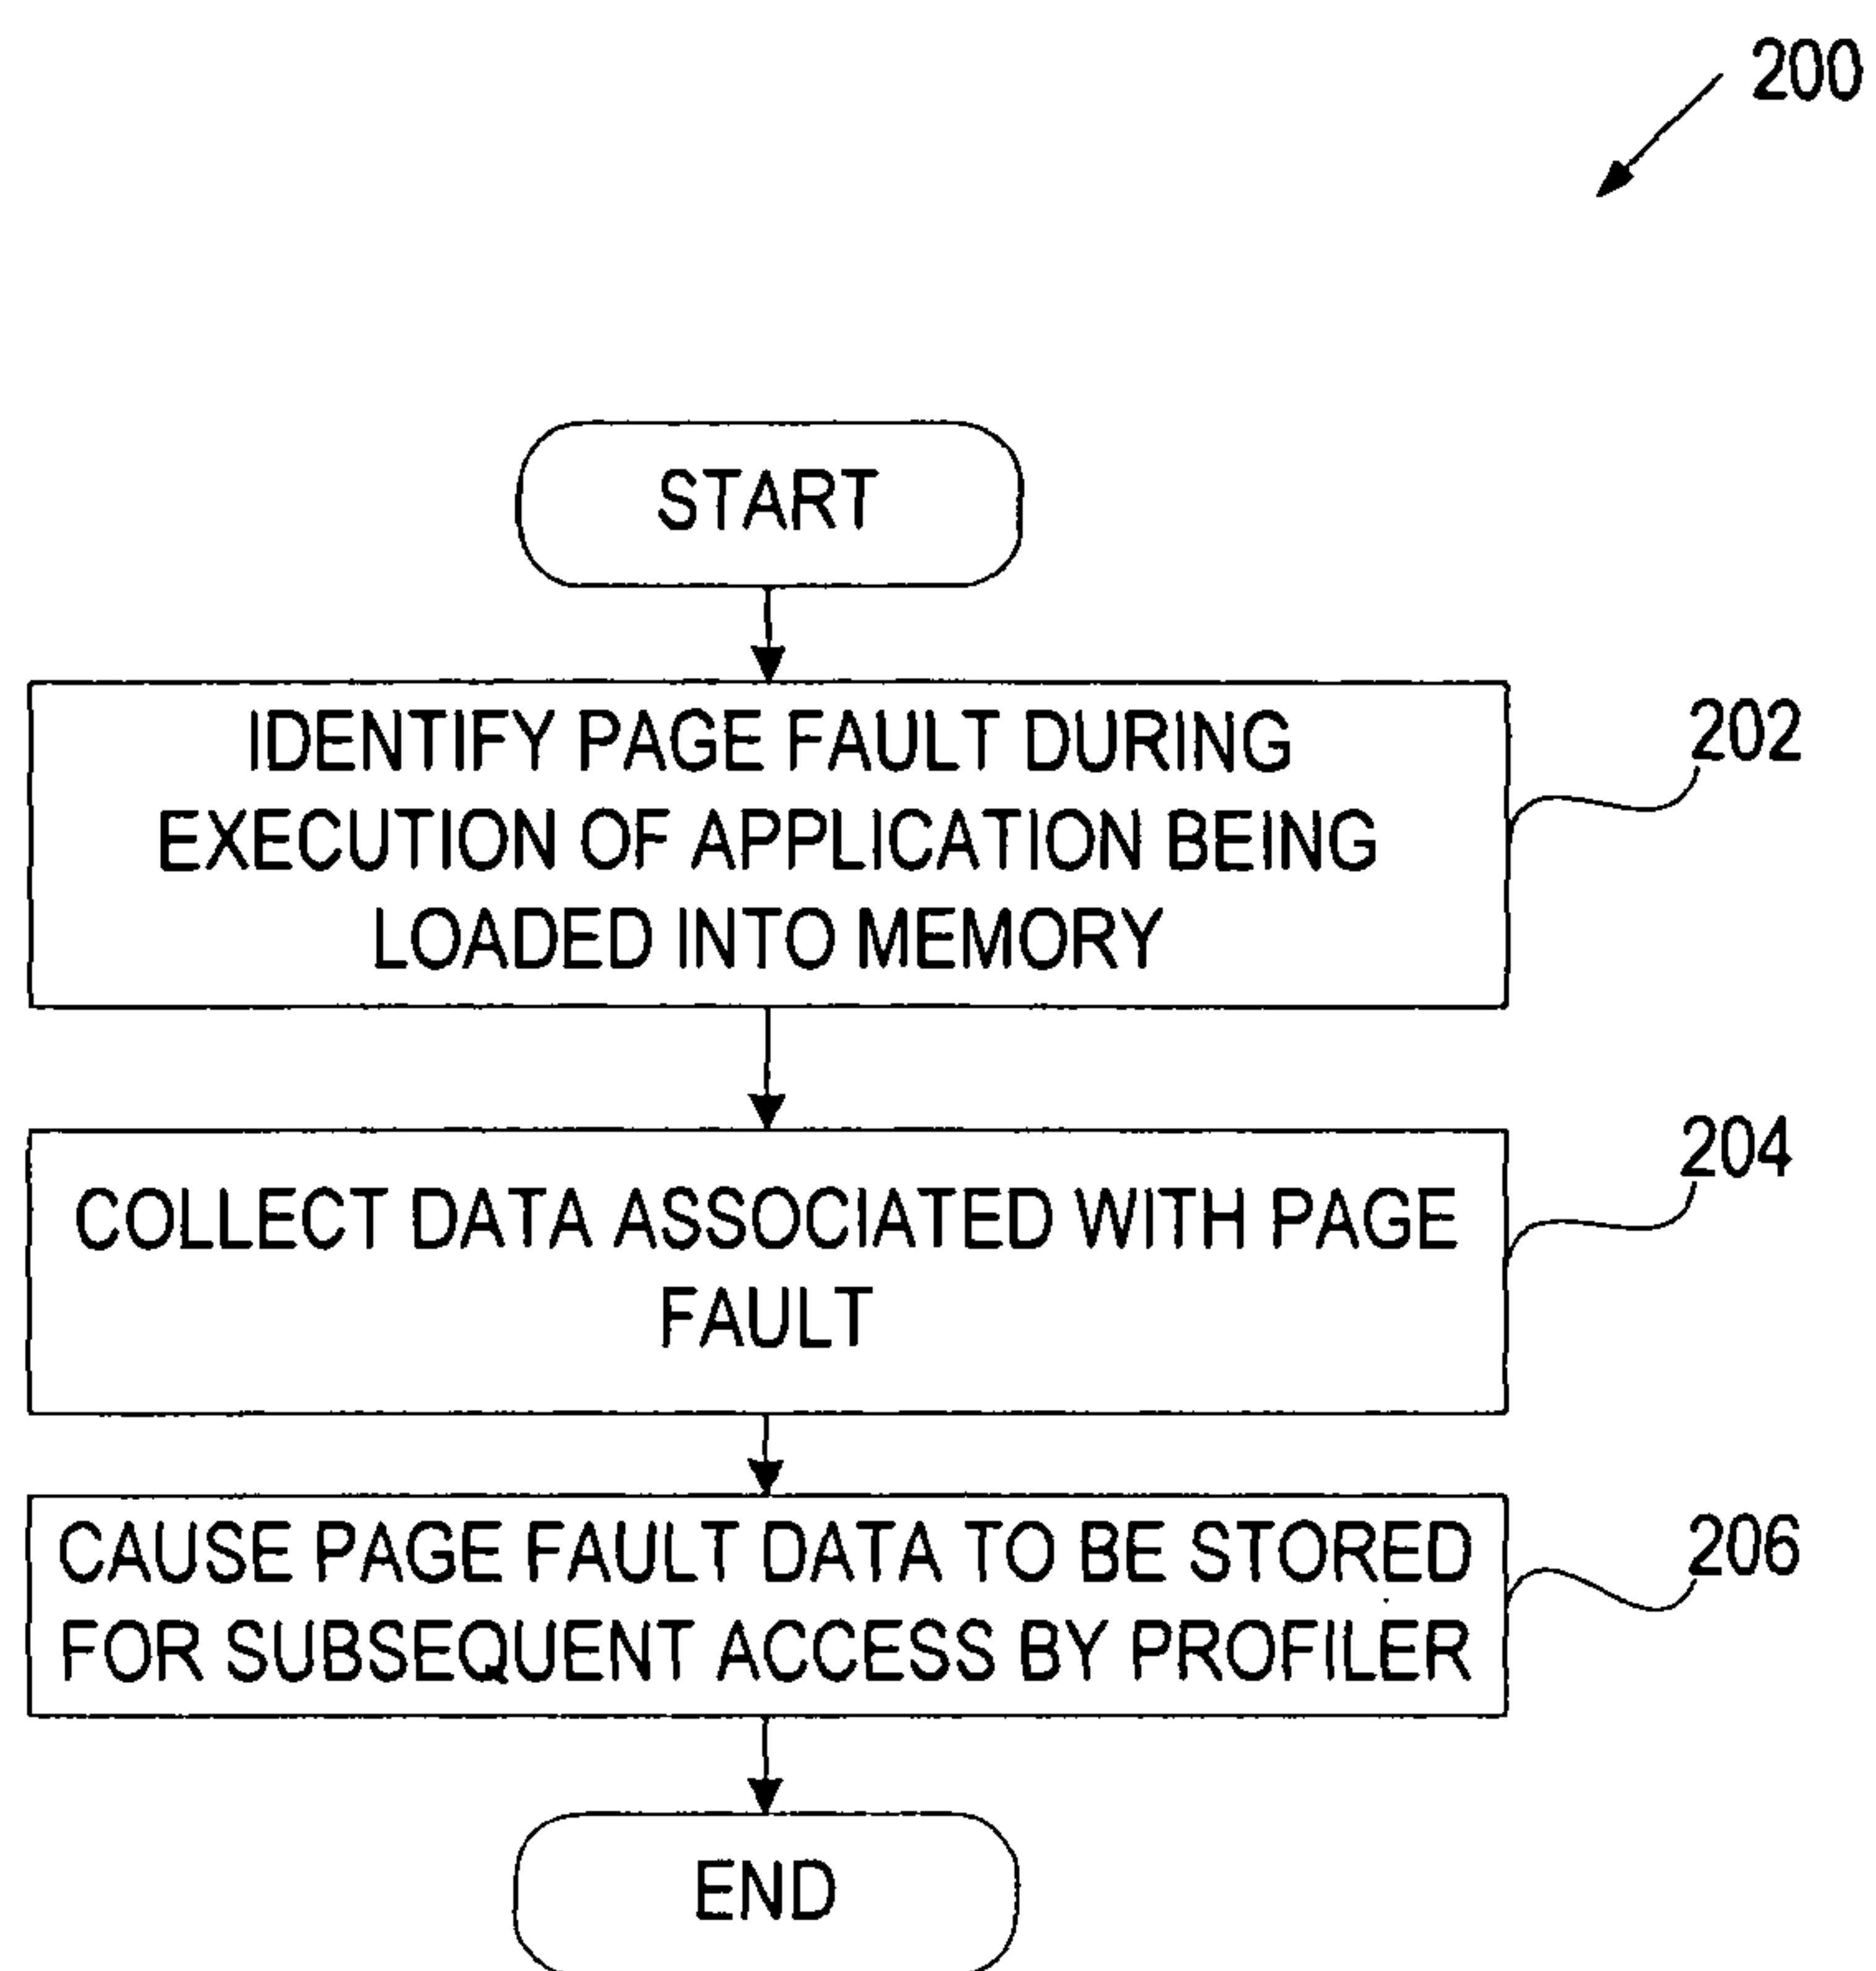 200
START
IDENTIFY PAGE FAULT DURING
EXECUTION OF APPLICATION BEING
LOADED INTO MEMORY
202
COLLECT DATA ASSOCIATED WITH PAGE
FAULT
204
CAUSE PAGE FAULT DATA TO BE STORED
FOR SUBSEQUENT ACCESS BY PROFILER
206
END